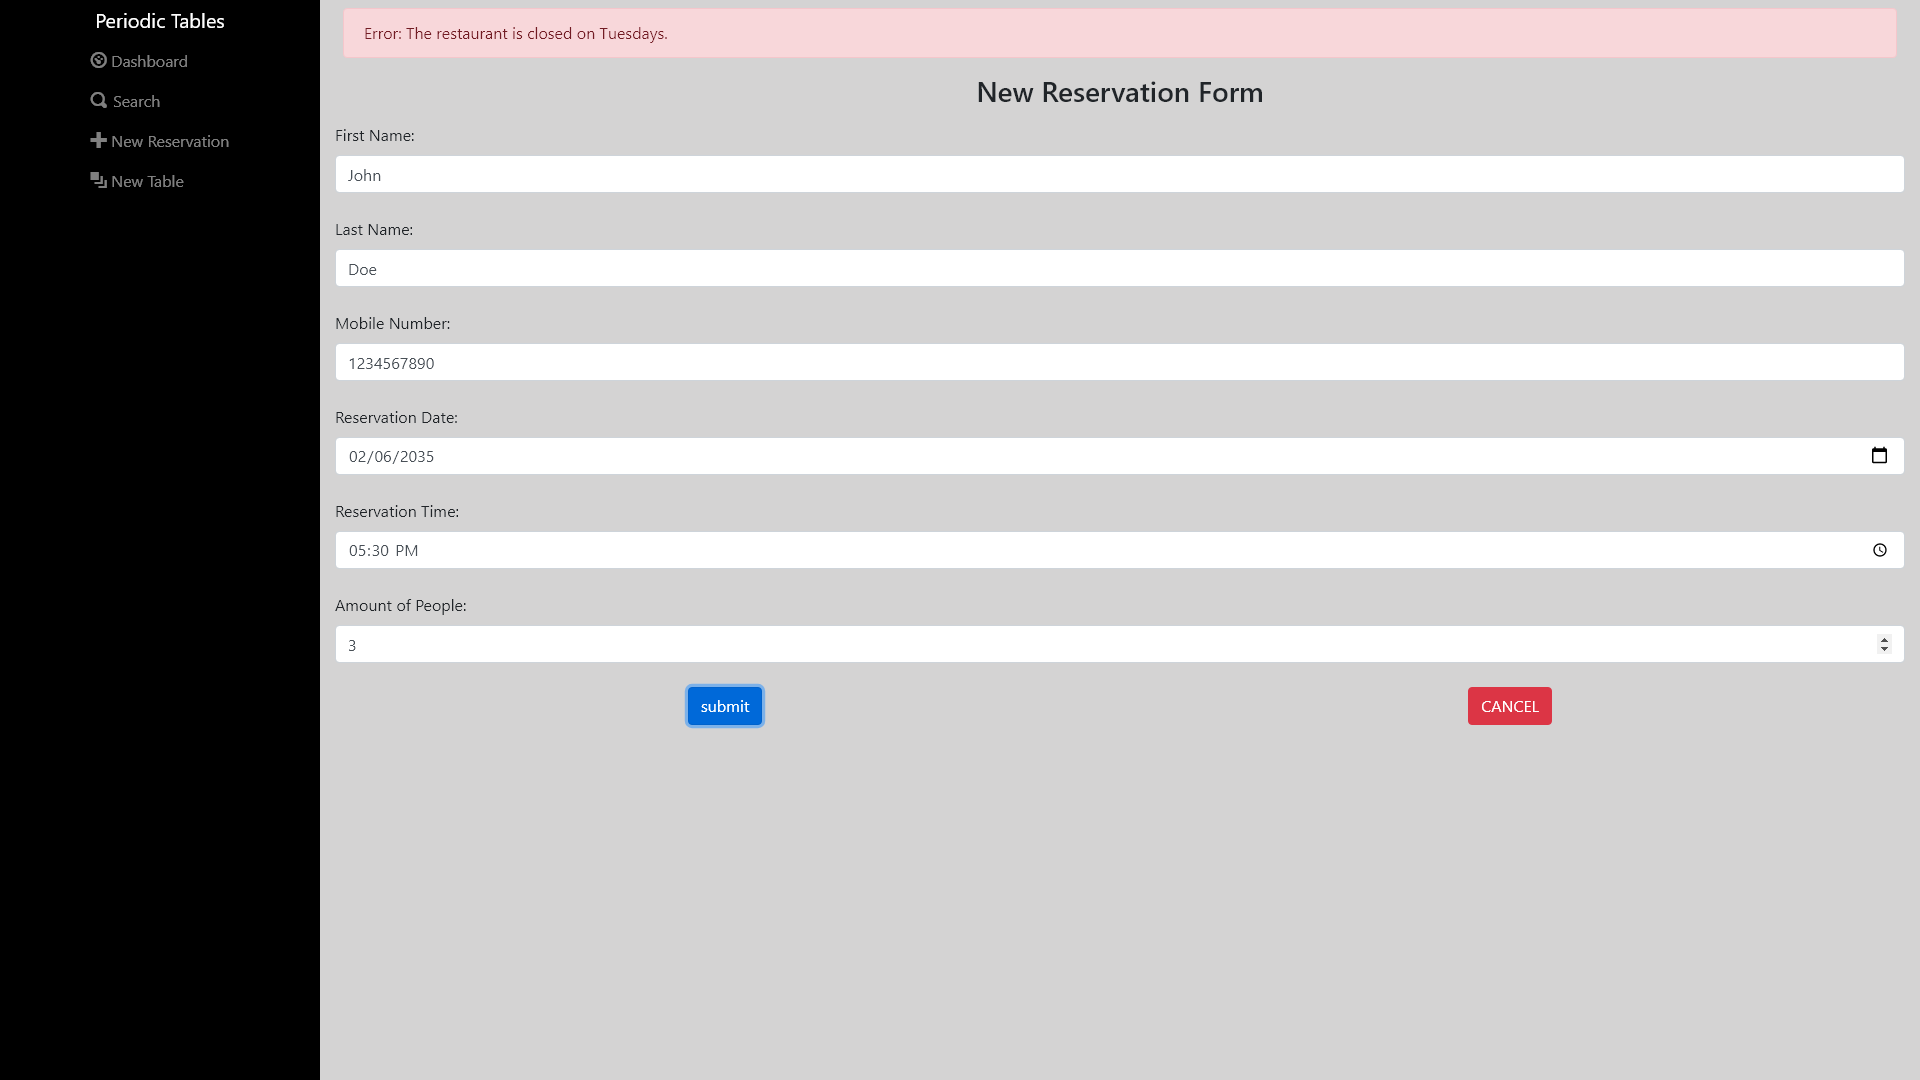 Periodic Tables
Dashboard
Search
New Reservation
New Table
Error: The restaurant is closed on Tuesdays.
New Reservation Form
First Name:
John
Last Name:
Doe
Mobile Number:
1234567890
Reservation Date:
02/06/2035
Reservation Time:
05:30 PM
Amount of People:
3
submit
CANCEL